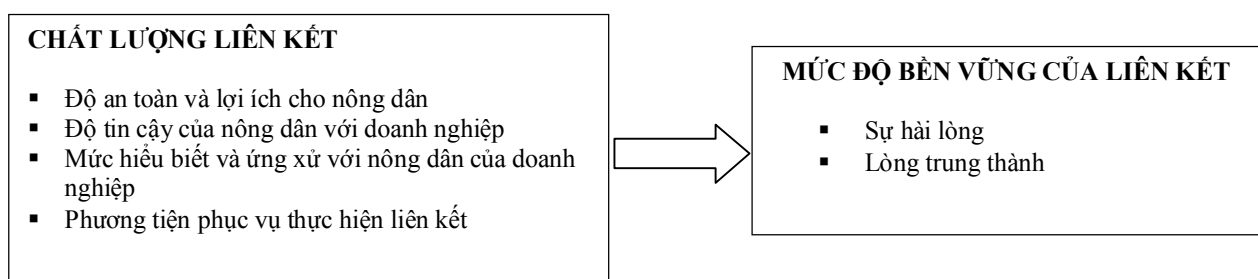 CHẤT LƯỢNG LIÊN KẾT
▪ Độ an toàn và lợi ích cho nông dân
▪ Độ tin cậy của nông dân với doanh nghiệp
▪ Mức hiểu biết và ứng xử với nông dân của doanh
nghiệp
▪ Phương tiện phục vụ thực hiện liên kết
MỨC ĐỘ BỀN VỮNG CỦA LIÊN KẾT
▪ Sự hài lòng
▪ Lòng trung thành